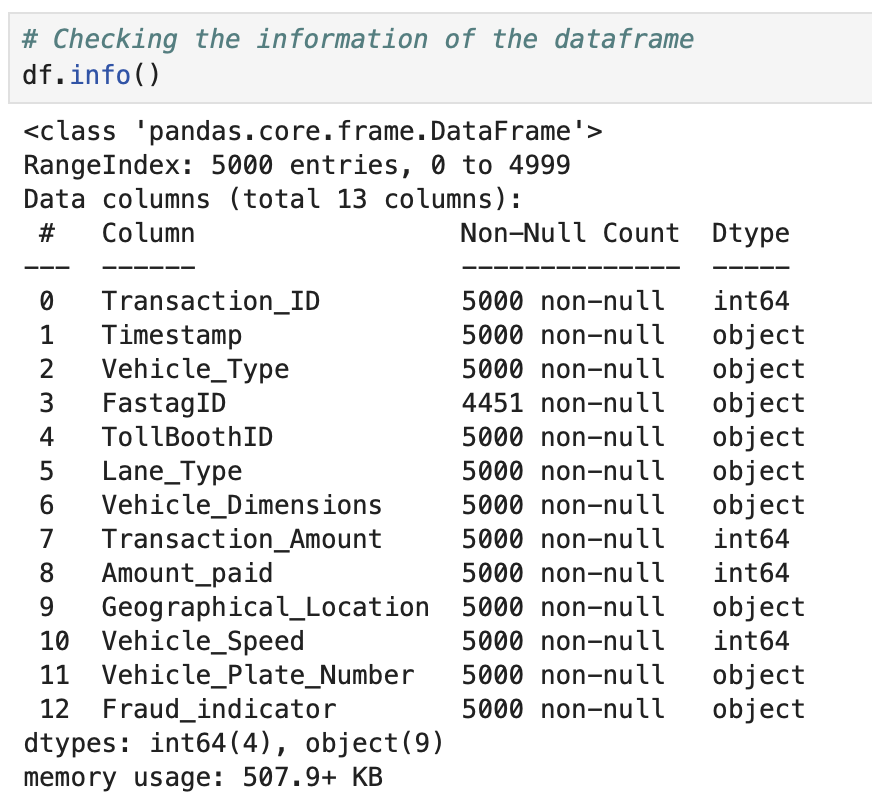 # Checking the information of the dataframe
df.info()
<class 'pandas.core.frame.DataFrame'>
RangeIndex: 5000 entries, 0 to 4999
Data columns (total 13 columns):
 #   Column                 Non-Null Count  Dtype
---  ------                 --------------  -----
 0   Transaction_ID         5000 non-null   int64
 1   Timestamp              5000 non-null   object
 2   Vehicle_Type           5000 non-null   object
 3   FastagID               4451 non-null   object
 4   TollBoothID            5000 non-null   object
 5   Lane_Type              5000 non-null   object
 6   Vehicle_Dimensions     5000 non-null   object
 7   Transaction_Amount     5000 non-null   int64
 8   Amount_paid            5000 non-null   int64
 9   Geographical_Location  5000 non-null   object
 10  Vehicle_Speed          5000 non-null   int64
 11  Vehicle_Plate_Number   5000 non-null   object
 12  Fraud_indicator        5000 non-null   object
dtypes: int64(4), object(9)
memory usage: 507.9+ KB